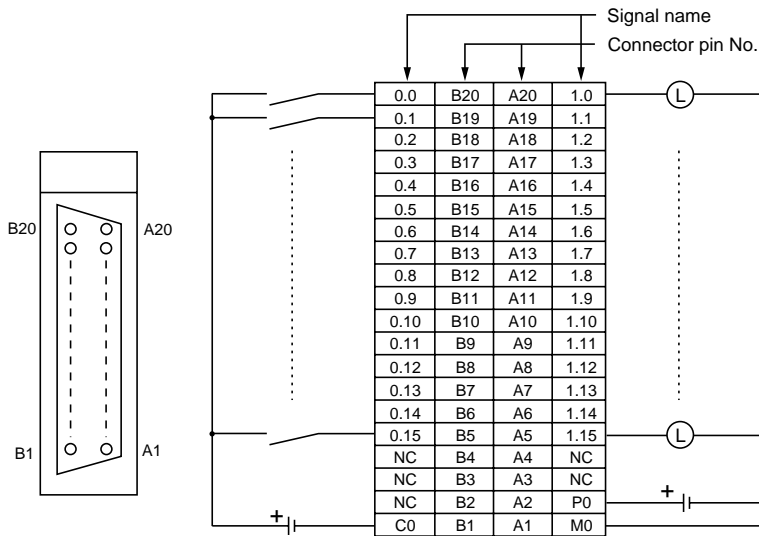 Signal name
Connector pin No.
0.0 B20 A20 1.0 L
0.1 B19 A19 1.1
0.2 B18 A18 1.2
0.3 B17 A17 1.3
0.4 B16 A16 1.4
0.5 B15 A15 1.5
B20 A20
0.6 B14 A14 1.6
0.7 B13 A13 1.7
0.8 B12 A12 1.8
0.9 B11 A11 1.9
0.10 B10 A10 1.10
0.11 B9 A9 1.11
0.12 B8 A8 1.12
0.13 B7 A7 1.13
0.14 B6 A6 1.14
0.15 B5 A5 1.15 L
B1 A1
NC B4 A4 NC
NC B3 A3 NC
NC B2 A2 P0 +
+ C0 B1 A1 M0